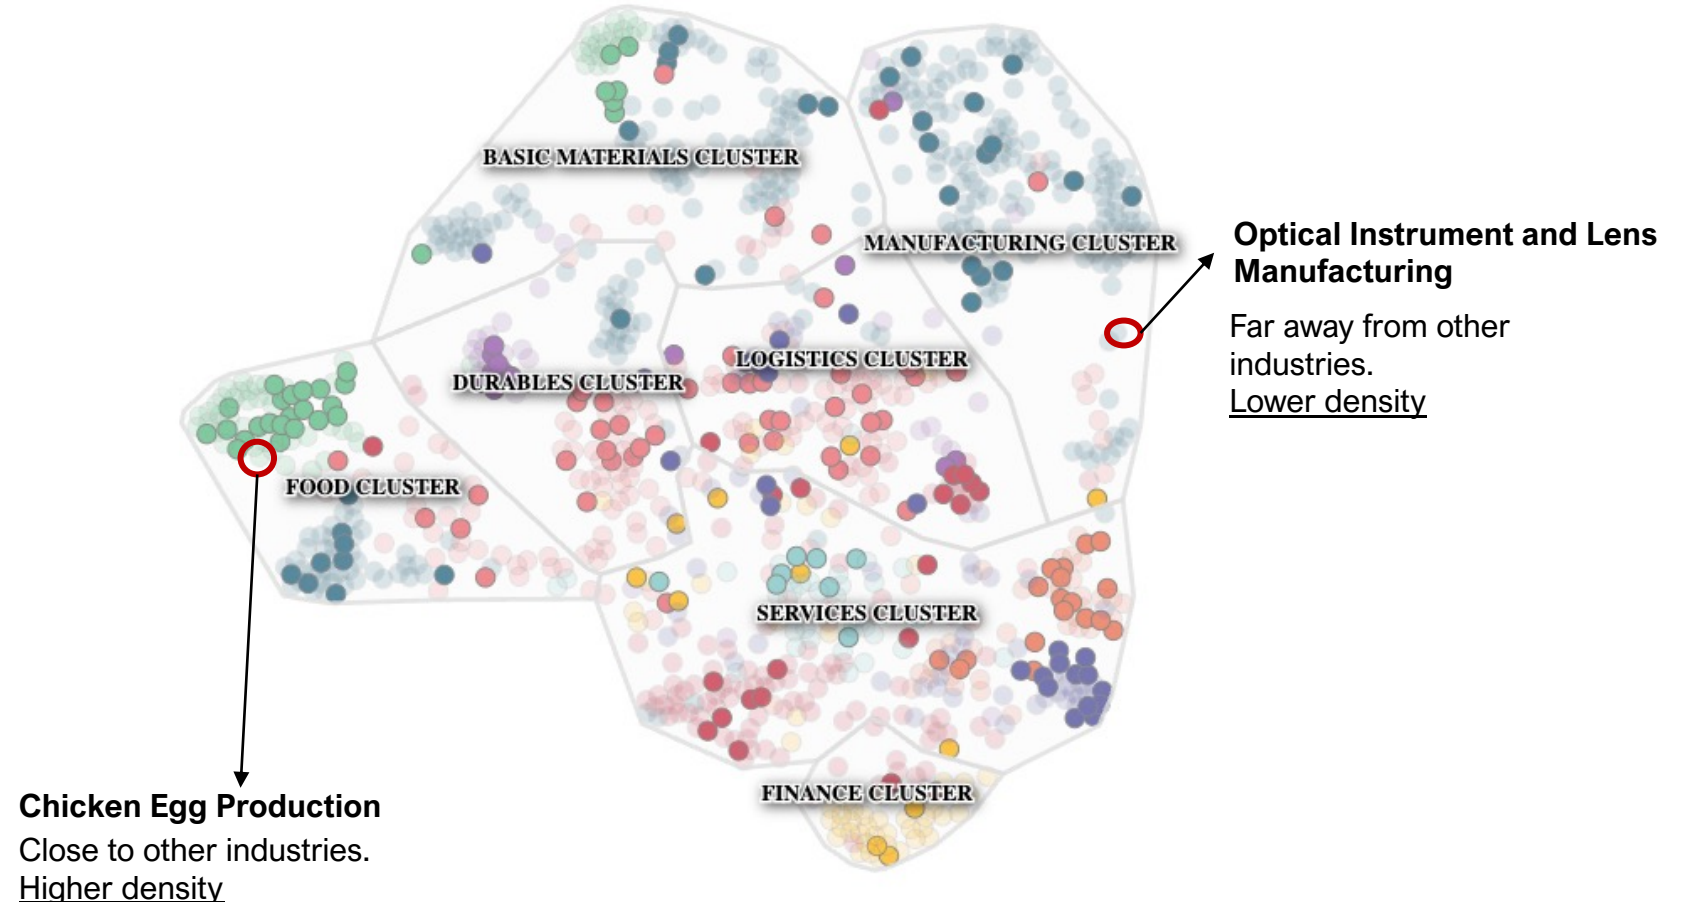 BASIC MATERIALS CLUSTER
MANUFACTURING CLUSTER
Optical Instrument and Lens
Manufacturing
Far away from other
industries.
Lower density
LOGISTICS CLUSTER
DURABLES CLUSTER
FOOD CLUSTER
SERVICES CLUSTER
FINANCE CLUSTER
Chicken Egg Production
Close to other industries.
Higher density